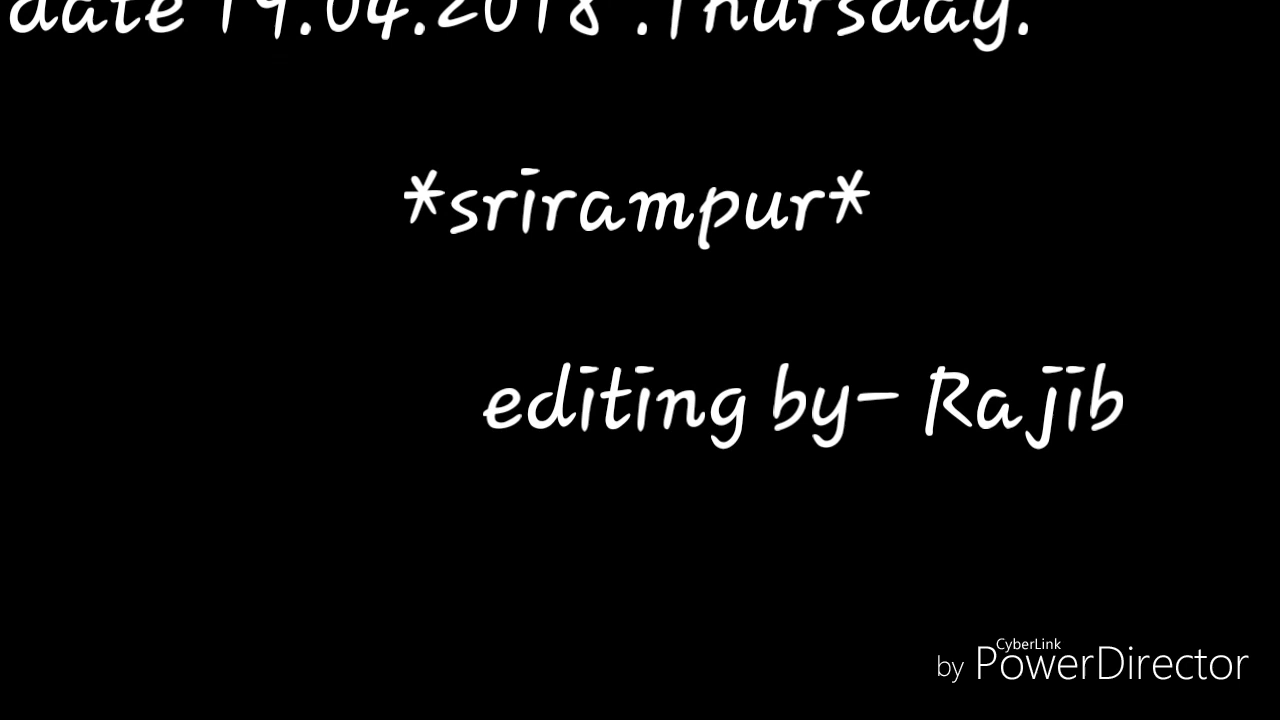 date 19.04.2018 .Thursday.
*srirampur*
editing by- Rajib
CyberLink
by PowerDirector